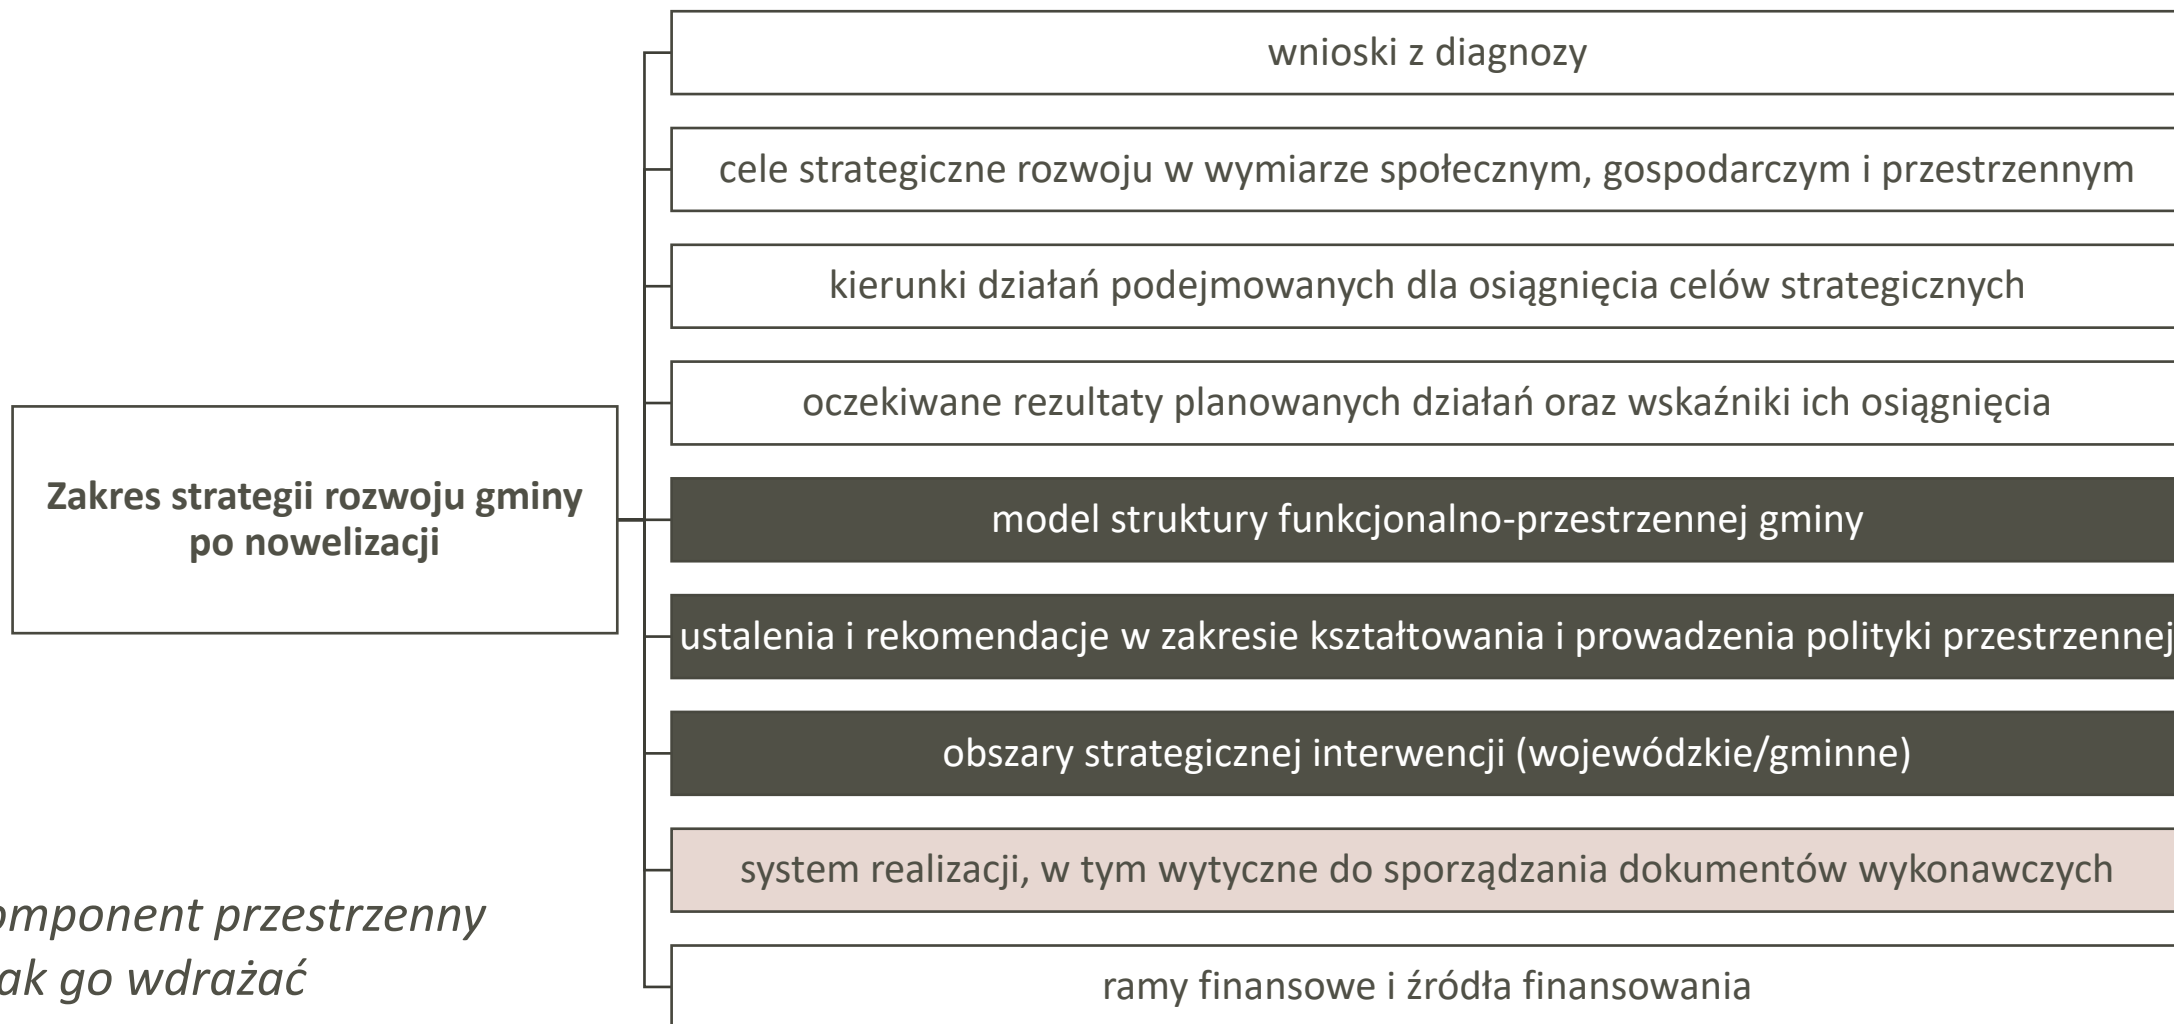 wnioski z diagnozy
cele strategiczne rozwoju w wymiarze społecznym, gospodarczym i przestrzennym
kierunki działań podejmowanych dla osiągnięcia celów strategicznych
oczekiwane rezultaty planowanych działań oraz wskaźniki ich osiągnięcia
Zakres strategii rozwoju gminy
po nowelizacji
model struktury funkcjonalno-przestrzennej gminy
ustalenia i rekomendacje w zakresie kształtowania i prowadzenia polityki przestrzennej
obszary strategicznej interwencji (wojewódzkie/gminne)
system realizacji, w tym wytyczne do sporządzania dokumentów wykonawczych
omponent przestrzenny
ak go wdrażać
ramy finansowe i źródła finansowania